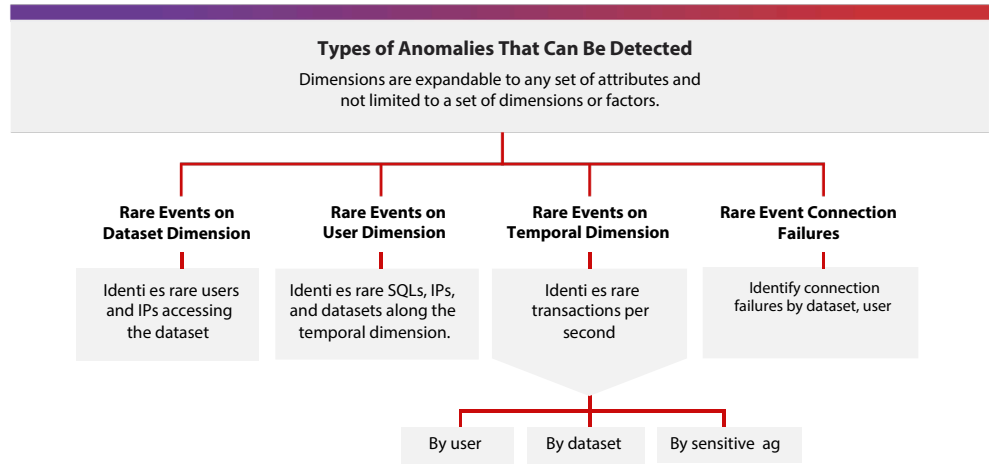 Types of Anomalies That Can Be Detected
Dimensions are expandable to any set of attributes and
not limited to a set of dimensions or factors.
Rare Events on
Dataset Dimension
Rare Events on
User Dimension
Rare Events on
Temporal Dimension
Rare Event Connection
Failures
Identi es rare users
and IPs accessing
the dataset
Identi es rare SQLs, IPs,
and datasets along the
temporal dimension.
Identi es rare
transactions per
second
Identify connection
failures by dataset, user
By user
By dataset
By sensitive ag